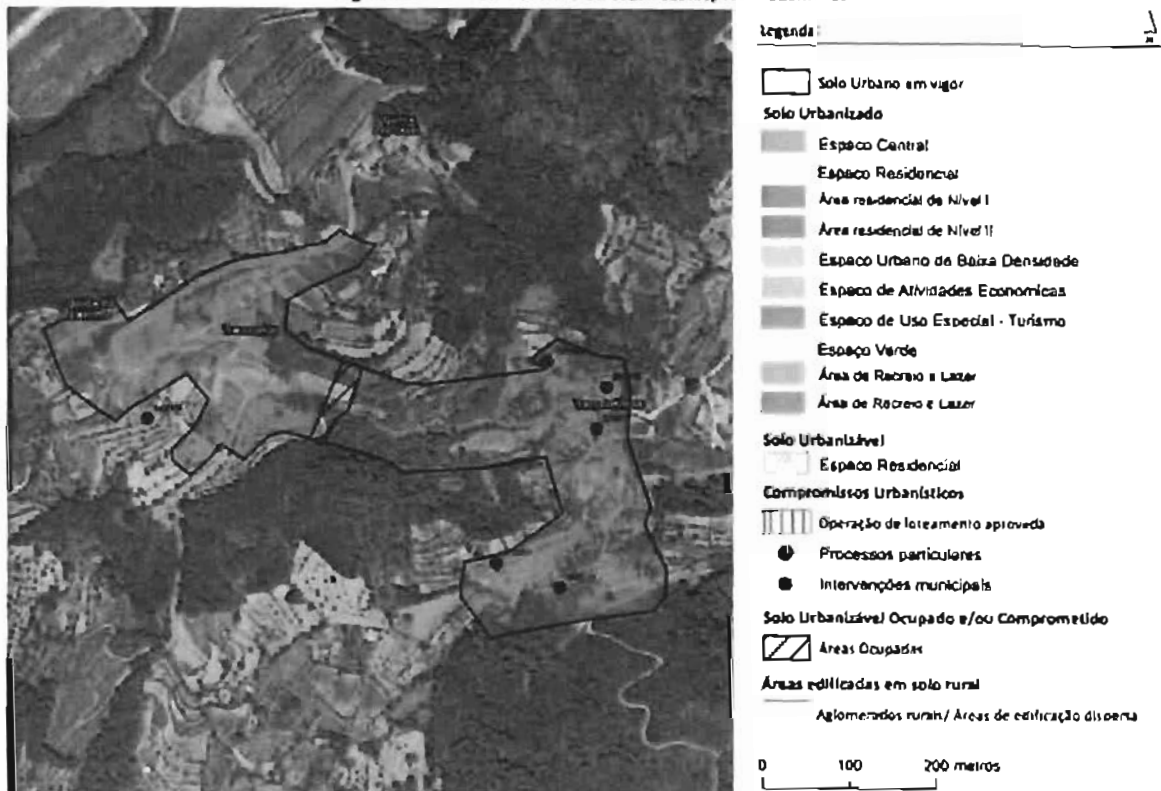 Legenda
N
Solo Urbano em vigor
Solo Urbanizado
Espaço Central
Espaço Residencial
Área residencial de Nível I
Área residencial de Nível II
Espaço Urbano de Baixa Densidade
Espaço de Atividades Economicas
Espaço de Uso Especial - Turismo
Espaço Verde
Área de Recreio e Lazer
Área de Recreio e Lazer
Solo Urbanizável
Espaço Residencial
Compromissos Urbanísticos
Operação de loteamento aprovada
Processos particulares
Intervenções municipais
Solo Urbanizável Ocupado e/ou Comprometido
Áreas Ocupadas
Áreas edificadas em solo rural
Aglomerados rurais/ Áreas de edificação dispersa
0 100 200 metros